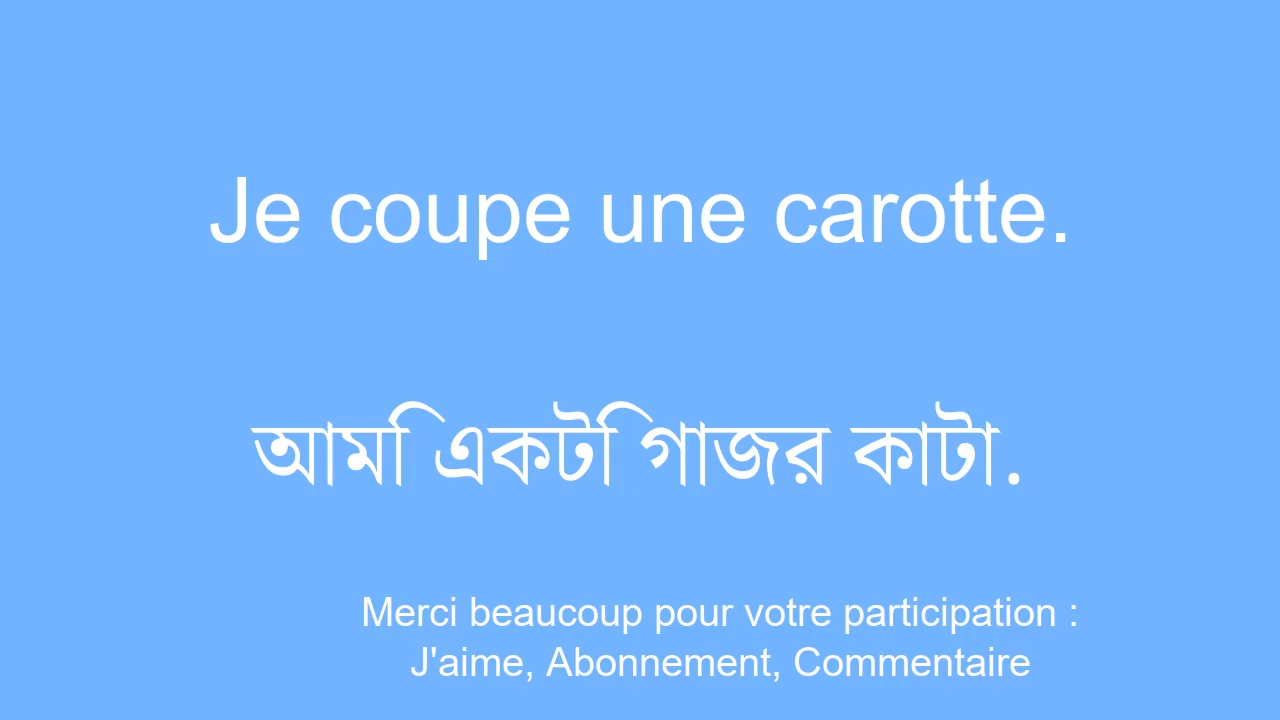 Je coupe une carotte.
আমি একটি গাজর কাটা.
Merci beaucoup pour votre participation :
J'aime, Abonnement, Commentaire